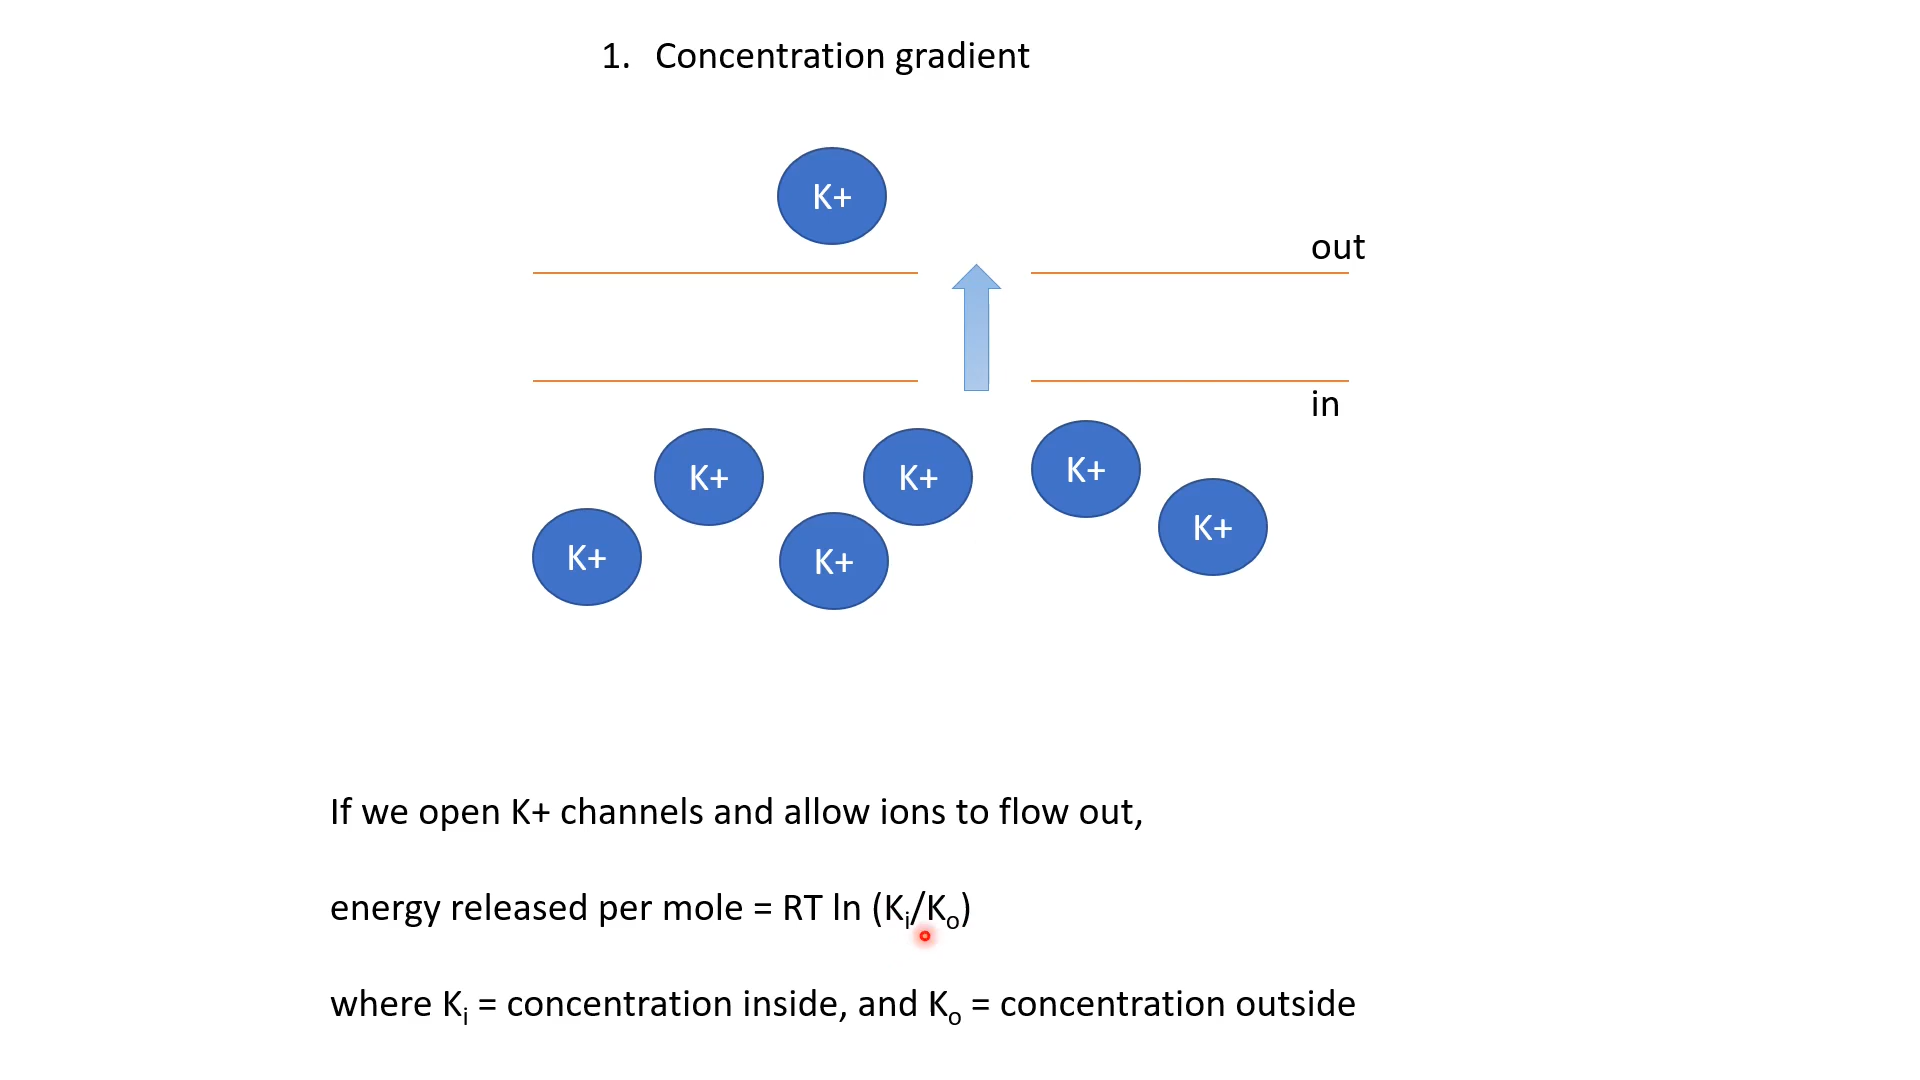 1. Concentration gradient
K+
out
in
K+
K+
K+
K+
K+
K+
If we open K+ channels and allow ions to flow out,
energy released per mole = RT ln (Ki/Ko)
where Ki = concentration inside, and Ko = concentration outside